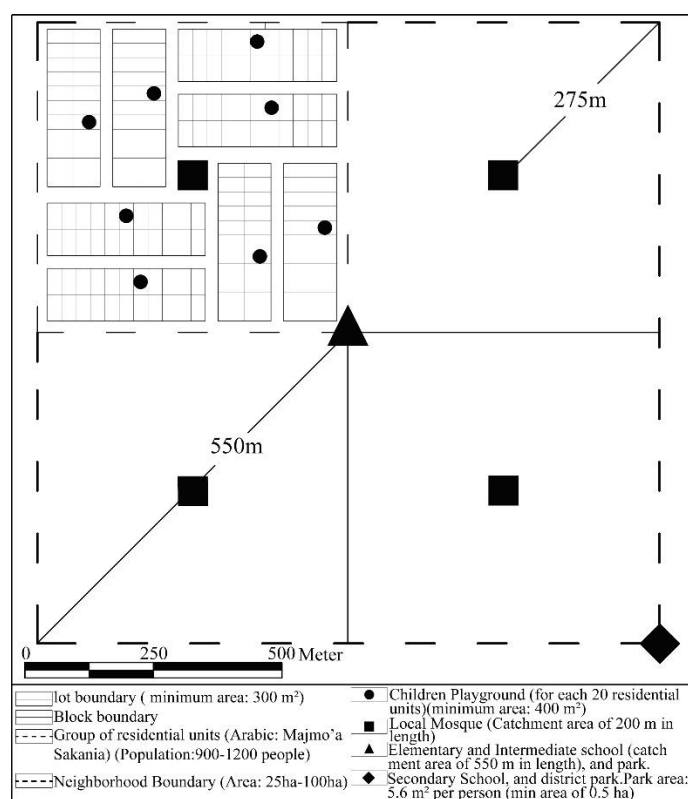 275m
550m
0 250 500 Meter
lot boundary ( minimum area: 300 m²)
Block boundary
Group of residential units (Arabic: Majmo’a
Sakania) (Population:900-1200 people)
Neighborhood Boundary (Area: 25ha-100ha)
Children Playground (for each 20 residential
units)(minimum area: 400 m²)
Local Mosque (Catchment area of 200 m in
length)
Elementary and Intermediate school (catch
ment area of 550 m in length), and park.
Secondary School, and district park.Park area:
5.6 m² per person (min area of 0.5 ha)